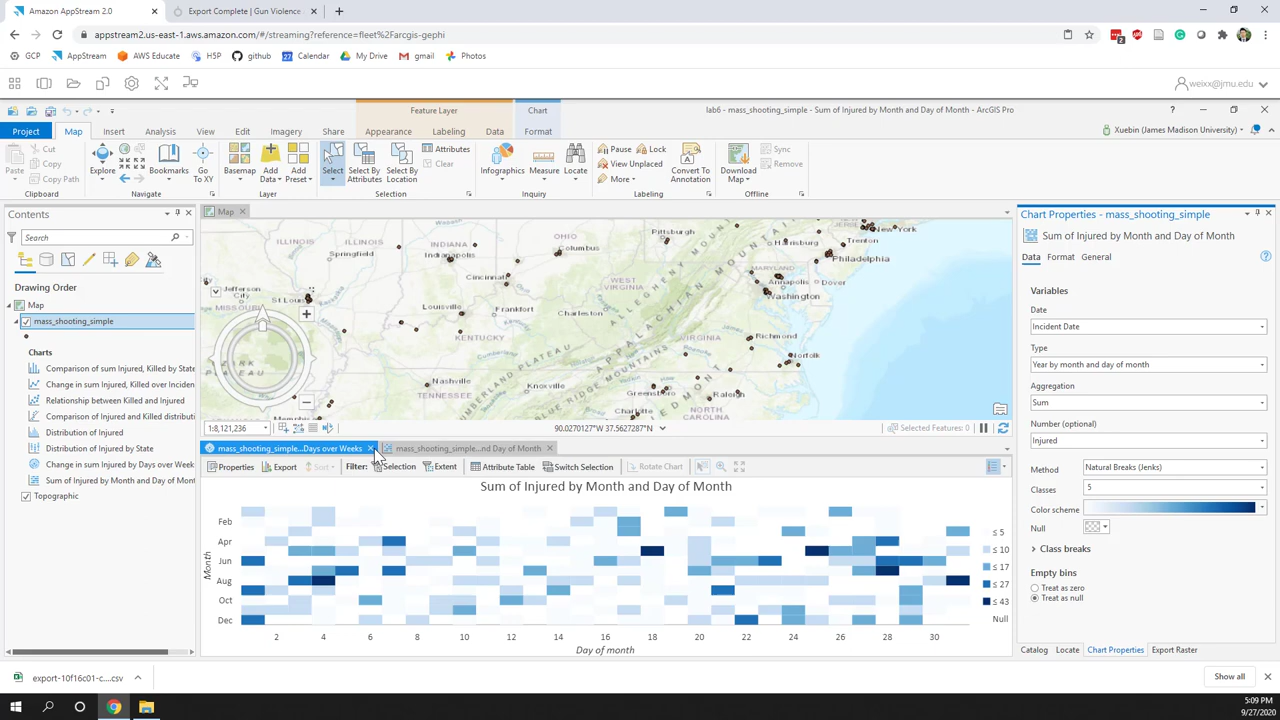 Amazon AppStream 2.0
Export Complete | Gun Violence
appstream2.us-east-1.aws.amazon.com/#/streaming?reference=fleet%2Farcgis-gephi
GCP
AppStream
AWS Educate
H5P
github
Calendar
My Drive
gmail
Photos
weixx@jmu.edu
Feature Layer
Chart
lab6 - mass_shooting_simple - Sum of Injured by Month and Day of Month - ArcGIS Pro
Project
Map
Insert
Analysis
View
Edit
Imagery
Share
Appearance
Labeling
Data
Format
Xuebin (James Madison University)
Paste
Cut
Copy
Copy Path
Clipboard
Explore
Bookmarks
Go To XY
Navigate
Basemap
Add Data
Add Preset
Layer
Select
Select By Attributes
Select By Location
Attributes
Clear
Selection
Infographics
Measure
Locate
Inquiry
Pause
Lock
View Unplaced
More
Convert To Annotation
Labeling
Download Map
Sync
Remove
Offline
Contents
Search
Drawing Order
Map
mass_shooting_simple
Charts
Comparison of sum Injured, Killed by State
Change in sum Injured, Killed over Inciden
Relationship between Killed and Injured
Comparison of Injured and Killed distributi
Distribution of Injured
Distribution of Injured by State
Change in sum Injured by Days over Week
Sum of Injured by Month and Day of Mont
Topographic
Map
ILLINOIS
ILLINOIS
Springfield
INDIANA
Indianapolis
OHIO
Columbus
Pittsburgh
Harrisburg
New York
Trenton
Philadelphia
Jefferson City
St Louis
MISSOURI
Cincinnati
Louisville
Frankfort
WEST VIRGINIA
Charleston
MARYLAND
Annapolis
Dover
Washington
KENTUCKY
VIRGINIA
Richmond
Norfolk
Nashville
TENNESSEE
Knoxville
Greensboro
Raleigh
NORTH CAROLINA
Charlotte
1:8,121,236
90.0270127°W 37.5627287°N
Selected Features: 0
mass_shooting_simple...Days over Weeks
mass_shooting_simple...nd Day of Month
Properties
Export
Sort
Filter:
Selection
Extent
Attribute Table
Switch Selection
Rotate Chart
Sum of Injured by Month and Day of Month
Month
Feb
Apr
Jun
Aug
Oct
Dec
2 4 6 8 10 12 14 16 18 20 22 24 26 28 30
Day of month
≤ 5
≤ 10
≤ 17
≤ 27
≤ 43
Null
Chart Properties - mass_shooting_simple
Sum of Injured by Month and Day of Month
Data
Format
General
Variables
Date
Incident Date
Type
Year by month and day of month
Aggregation
Sum
Number (optional)
Injured
Method
Natural Breaks (Jenks)
Classes
5
Color scheme
Null
Class breaks
Empty bins
Treat as zero
Treat as null
Catalog
Locate
Chart Properties
Export Raster
export-10f16c01-c....csv
Show all
5:09 PM
9/27/2020